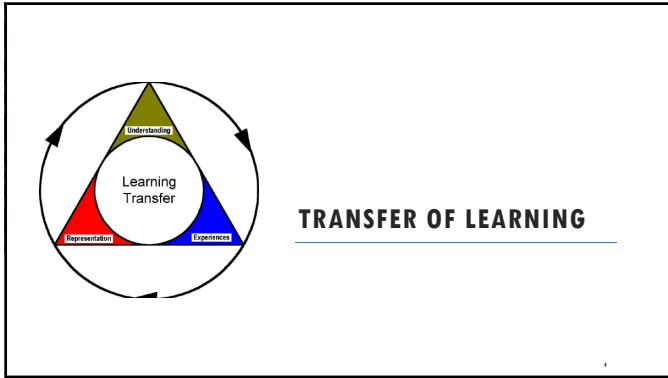 Understanding
Learning
Transfer
Representation
Experiences
TRANSFER OF LEARNING
4